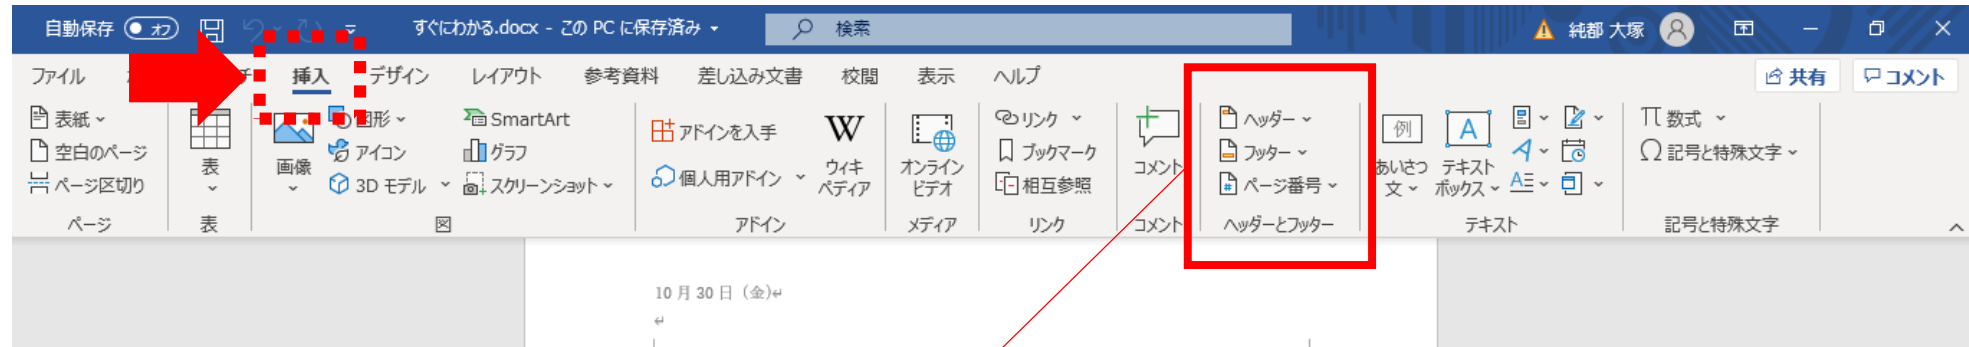 自動保存 オフ すぐにわかる.docx - この PC に保存済み 検索 純都 大塚
ファイル 挿入 デザイン レイアウト 参考資料 差し込み文書 校閲 表示 ヘルプ 共有 コメント
表紙
空白のページ
ページ区切り
ページ
表
表
画像
図形
アイコン
3D モデル
SmartArt
グラフ
スクリーンショット
図
アドインを入手
個人用アドイン
アドイン
W
ウィキ
ペディア
オンライン
ビデオ
メディア
リンク
ブックマーク
相互参照
リンク
コメント
コメント
ヘッダー
フッター
ページ番号
ヘッダーとフッター
例
あいさつ
文
A
テキスト
ボックス
テキスト
数式
記号と特殊文字
記号と特殊文字
10 月 30 日（金）